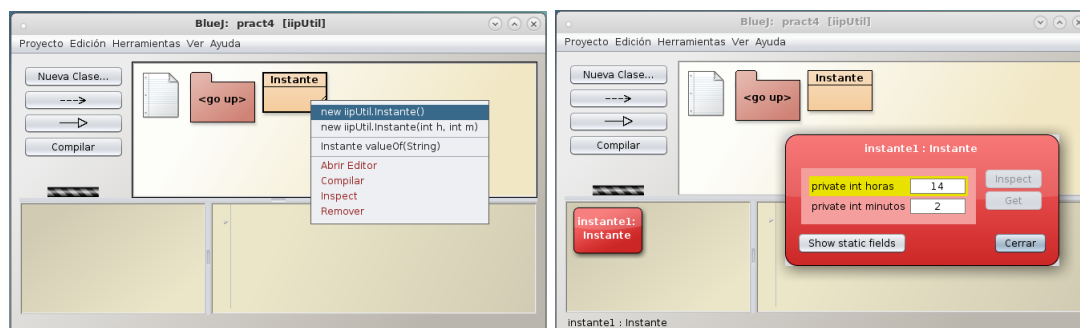 BlueJ: pract4 [iipUtil]
Proyecto Edición Herramientas Ver Ayuda
Nueva Clase...
--->
Compilar
<go up>
Instante
new iipUtil.Instante()
new iipUtil.Instante(int h, int m)
Instante valueOf(String)
Abrir Editor
Compilar
Inspect
Remover
BlueJ: pract4 [iipUtil]
Proyecto Edición Herramientas Ver Ayuda
Nueva Clase...
--->
Compilar
<go up>
Instante
instante1 : Instante
private int horas 14
private int minutos 2
Inspect
Get
Show static fields
Cerrar
instante1:
Instante
instante1 : Instante